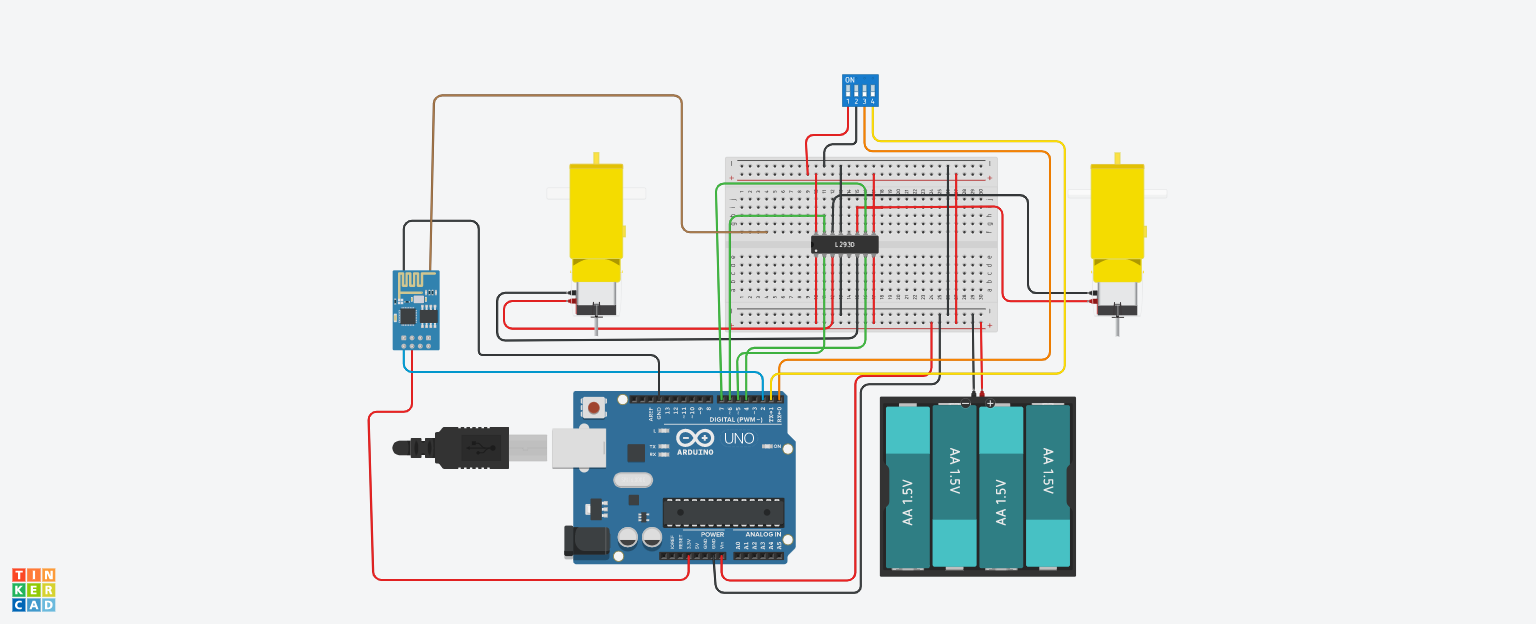 ON
1 2 3 4
L293D
AREF
GND
13
12
~11
~10
~9
8
7
~6
~5
4
~3
2
TX→1
RX←0
DIGITAL (PWM~)
L
TX
RX
ON
UNO
ARDUINO
POWER
ANALOG IN
IOREF
RESET
3.3V
5V
GND
GND
Vin
A0
A1
A2
A3
A4
A5
AA 1.5V
AA 1.5V
AA 1.5V
AA 1.5V
TIN
KER
CAD